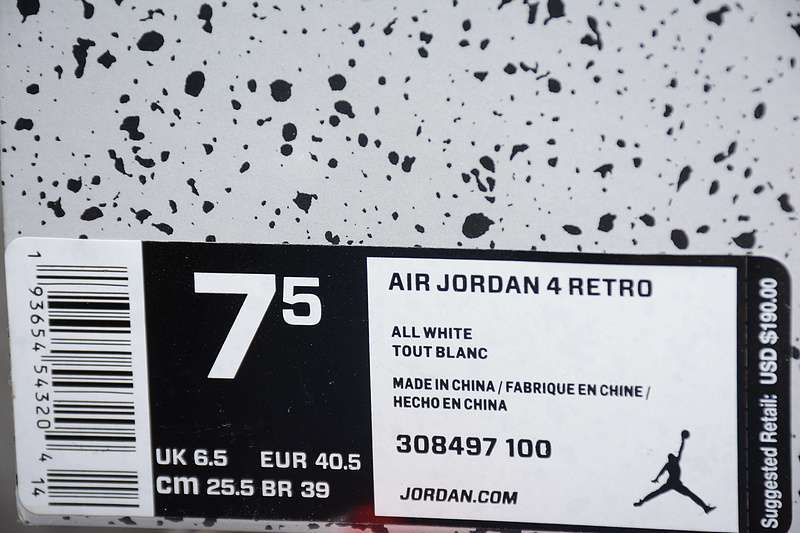 1 93654 54320 4 14
7 5
UK 6.5 EUR 40.5
cm 25.5 BR 39
AIR JORDAN 4 RETRO
ALL WHITE
TOUT BLANC
MADE IN CHINA / FABRIQUE EN CHINE /
HECHO EN CHINA
308497 100
JORDAN.COM
Suggested Retail: USD $190.00